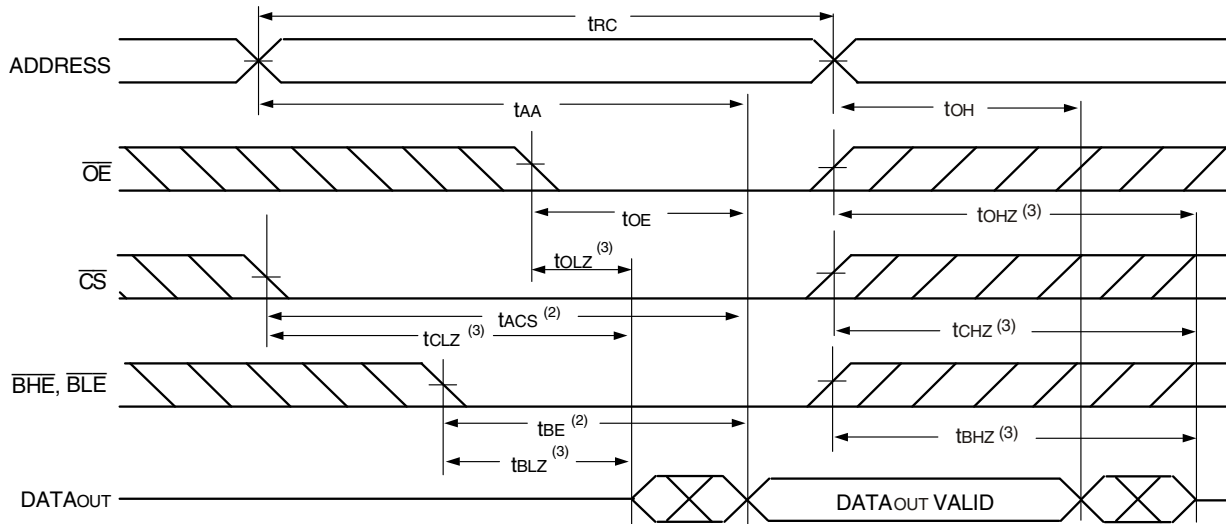 tRC
ADDRESS
tAA
tOH
OE
tOE
tOHZ (3)
tOLZ (3)
CS
tACS (2)
tCLZ (3)
tCHZ (3)
BHE, BLE
tBE (2)
tBHZ (3)
tBLZ (3)
DATAOUT
DATAOUT VALID